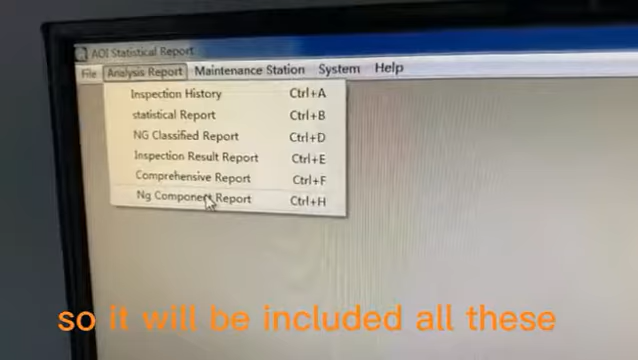 AOI Statistical Report
File Analysis Report Maintenance Station System Help
Inspection History Ctrl+A
statistical Report Ctrl+B
NG Classified Report Ctrl+D
Inspection Result Report Ctrl+E
Comprehensive Report Ctrl+F
Ng Component Report Ctrl+H
so it will be included all these